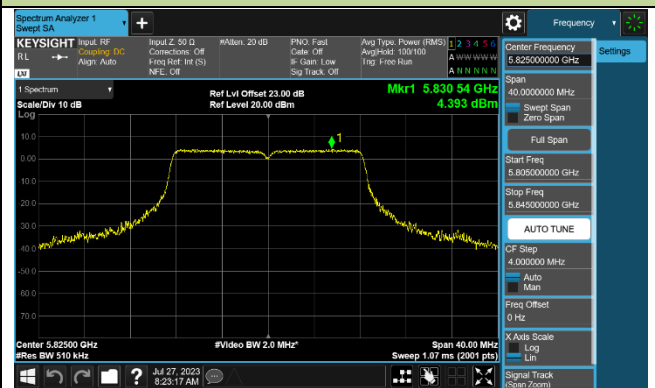 Spectrum Analyzer 1
Swept SA
Frequency
KEYSIGHT
RL
LXI
Input: RF
Coupling: DC
Align: Auto
Input Z: 50 Ω
Corrections: Off
Freq Ref: Int (S)
NFE: Off
#Atten: 20 dB
PNO: Fast
Gate: Off
IF Gain: Low
Sig Track: Off
Avg Type: Power (RMS)
Avg|Hold: 100/100
Trig: Free Run
1 2 3 4 5 6
A W W W W W
A N N N N N
1 Spectrum
Scale/Div 10 dB
Log
Ref Lvl Offset 23.00 dB
Ref Level 20.00 dBm
Mkr1 5.830 54 GHz
4.393 dBm
10.0
0.00
-10.0
-20.0
-30.0
-40.0
-50.0
-60.0
-70.0
1
Center 5.82500 GHz
#Res BW 510 kHz
#Video BW 2.0 MHz*
Span 40.00 MHz
Sweep 1.07 ms (2001 pts)
Jul 27, 2023
8:23:17 AM
Center Frequency
5.825000000 GHz
Settings
Span
40.0000000 MHz
Swept Span
Zero Span
Full Span
Start Freq
5.805000000 GHz
Stop Freq
5.845000000 GHz
AUTO TUNE
CF Step
4.000000 MHz
Auto
Man
Freq Offset
0 Hz
X Axis Scale
Log
Lin
Signal Track
(Span Zoom)